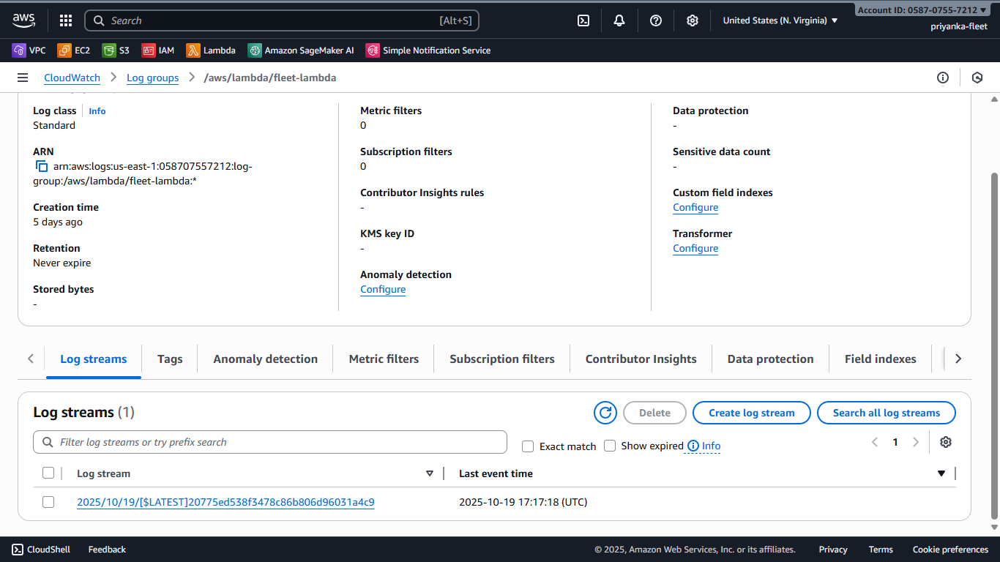 aws
Search [Alt+S]
United States (N. Virginia)
Account ID: 0587-0755-7212
priyanka-fleet
VPC
EC2
S3
IAM
Lambda
Amazon SageMaker AI
Simple Notification Service
CloudWatch
Log groups
/aws/lambda/fleet-lambda
Log class
Info
Standard
ARN
arn:aws:logs:us-east-1:058707557212:log-
group:/aws/lambda/fleet-lambda:*
Creation time
5 days ago
Retention
Never expire
Stored bytes
-
Metric filters
0
Subscription filters
0
Contributor Insights rules
-
KMS key ID
-
Anomaly detection
Configure
Data protection
-
Sensitive data count
-
Custom field indexes
Configure
Transformer
Configure
Log streams
Tags
Anomaly detection
Metric filters
Subscription filters
Contributor Insights
Data protection
Field indexes
Log streams (1)
Delete
Create log stream
Search all log streams
Filter log streams or try prefix search
Exact match
Show expired
Info
1
Log stream
Last event time
2025/10/19/[$LATEST]20775ed538f3478c86b806d96031a4c9
2025-10-19 17:17:18 (UTC)
CloudShell
Feedback
© 2025, Amazon Web Services, Inc. or its affiliates.
Privacy
Terms
Cookie preferences